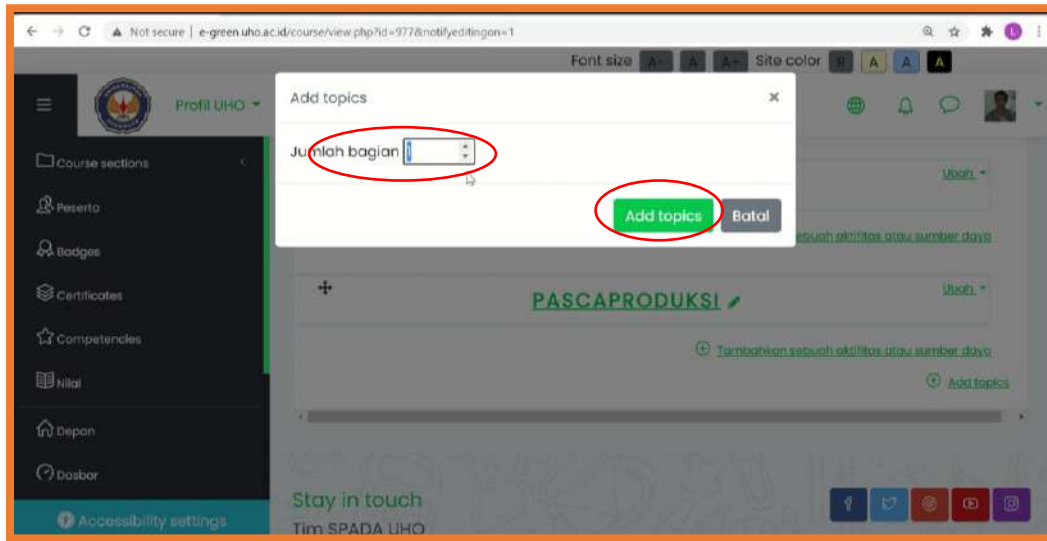 Not secure | e-green.uho.ac.id/course/view.php?id=977&notifyeditingon=1
L
Font size A- A A+ Site color R A A A
Profil UHO
Add topics ×
Jumlah bagian 1
Add topics Batal
Course sections
Peserta
Badges
Certificates
Competencies
Nilai
Depan
Dasbor
Accessibility settings
Ubah
sebuah aktifitas atau sumber daya
PASCAPRODUKSI
Ubah
Tambahkan sebuah aktifitas atau sumber daya
Add topics
Stay in touch
Tim SPADA UHO